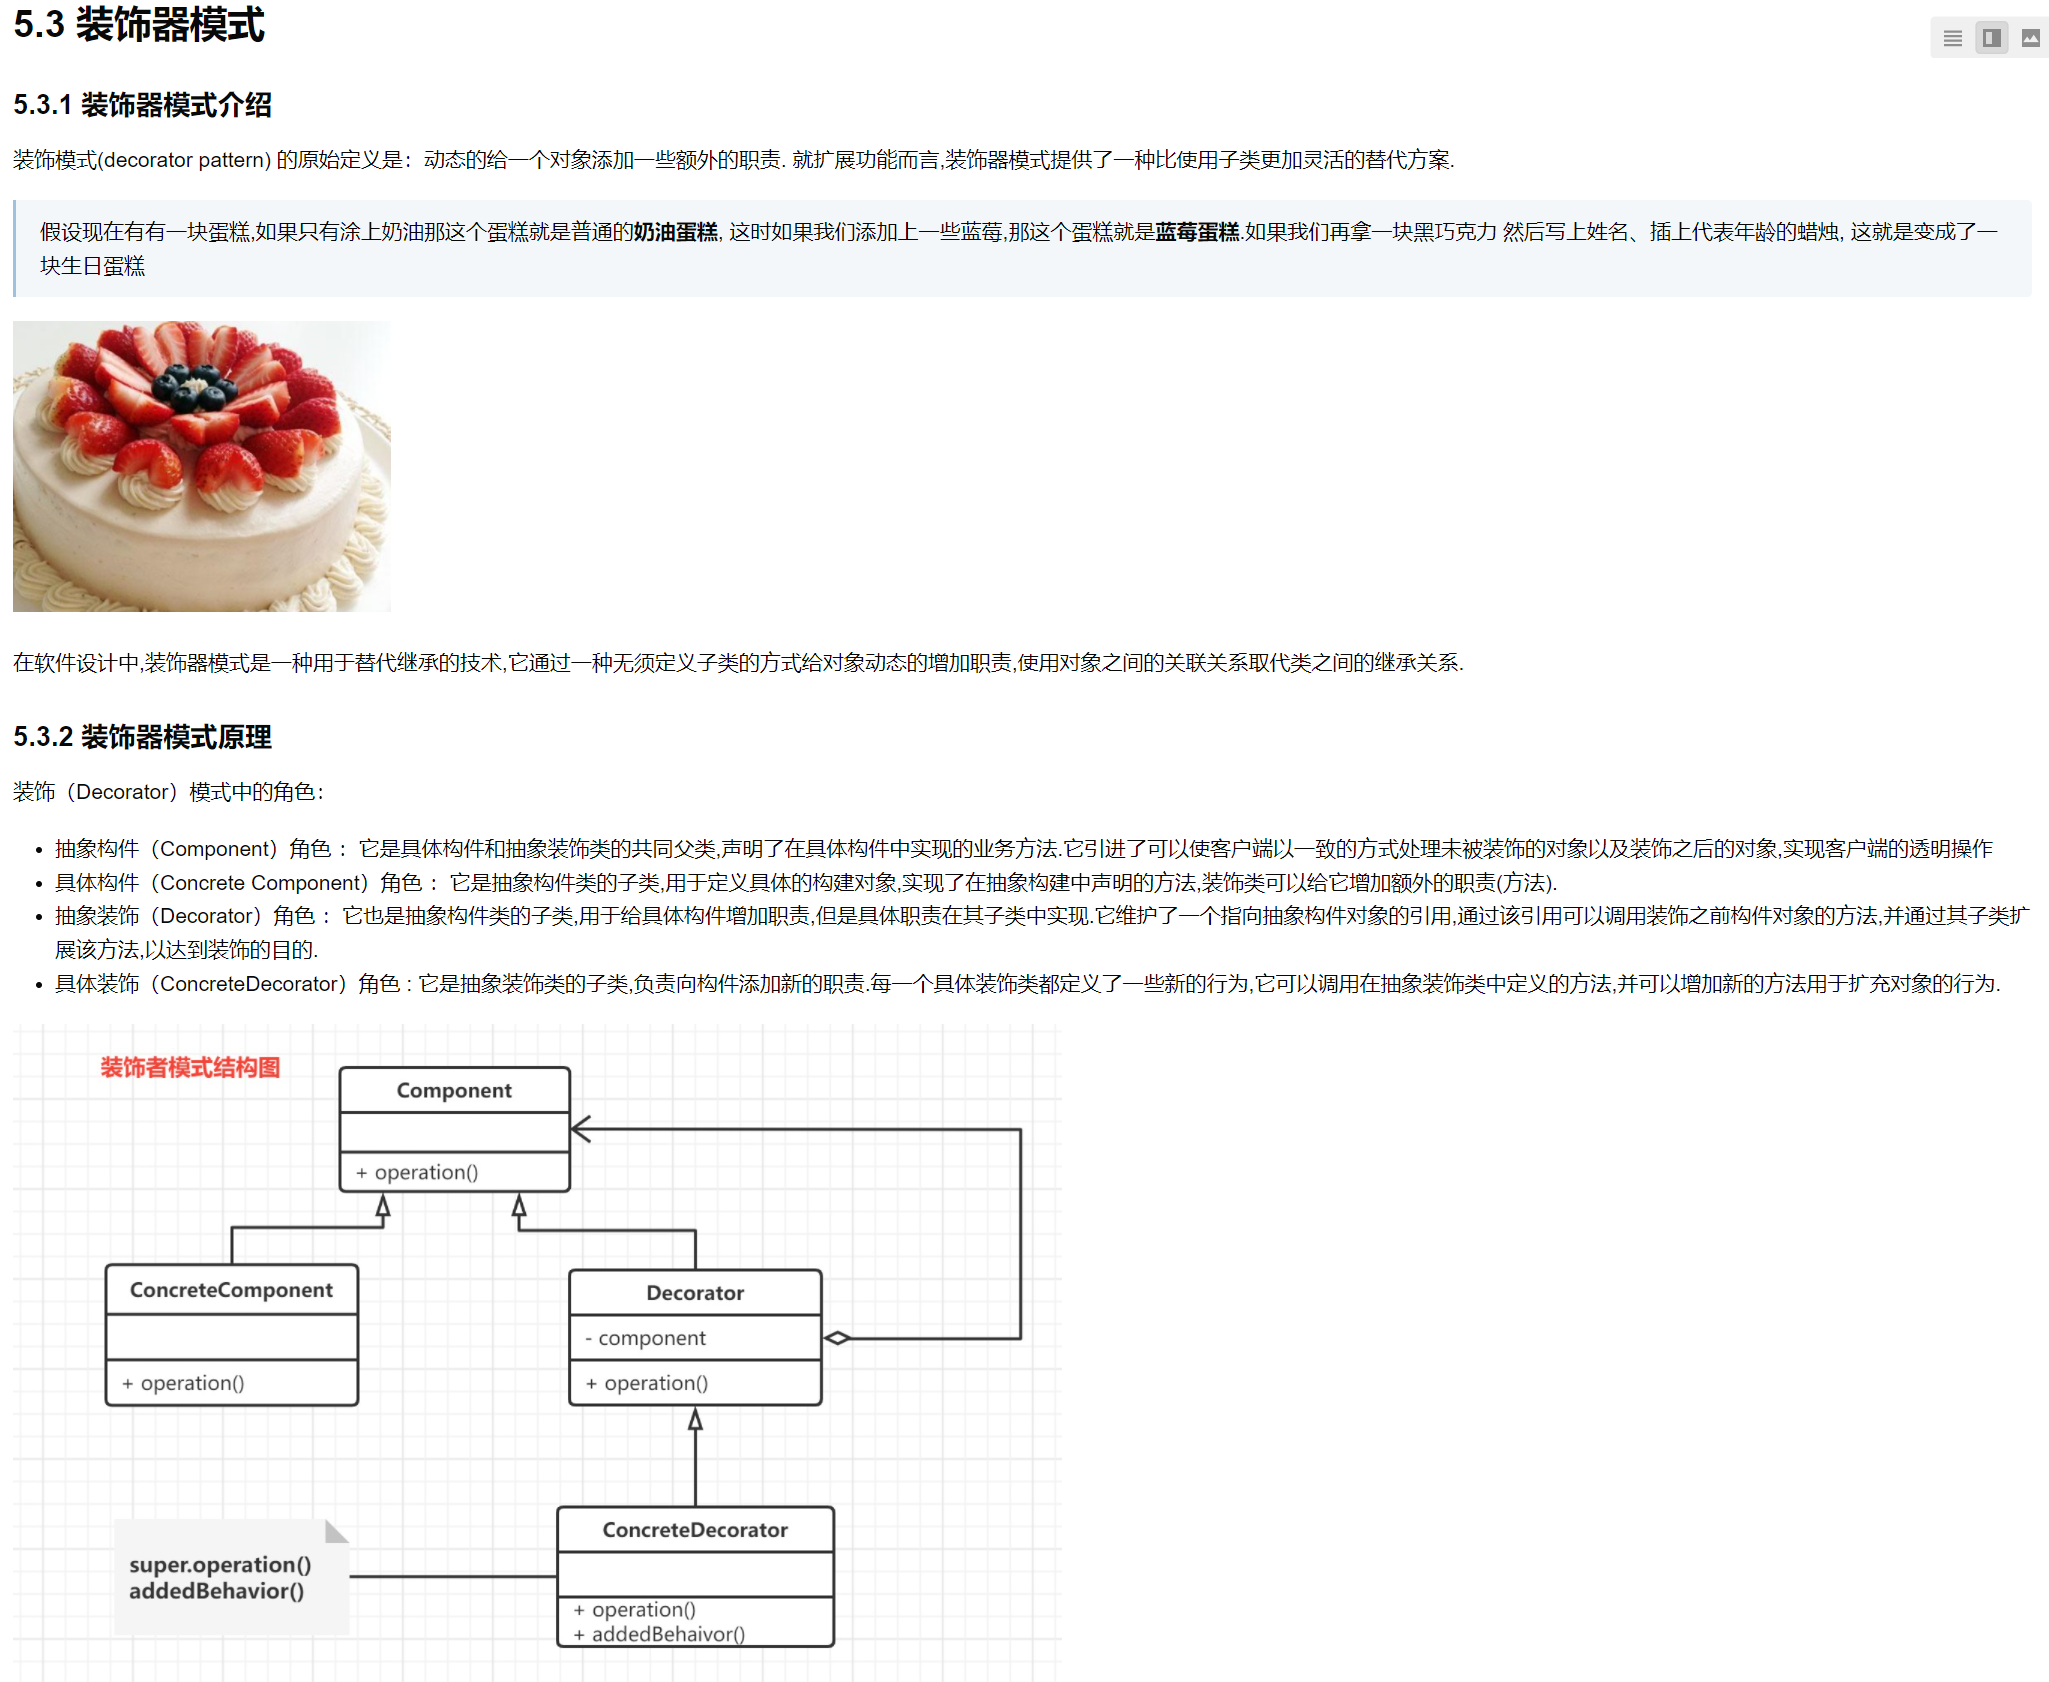 5.3 装饰器模式
5.3.1 装饰器模式介绍
装饰模式(decorator pattern) 的原始定义是：动态的给一个对象添加一些额外的职责. 就扩展功能而言,装饰器模式提供了一种比使用子类更加灵活的替代方案.
假设现在有有一块蛋糕,如果只有涂上奶油那这个蛋糕就是普通的奶油蛋糕, 这时如果我们添加上一些蓝莓,那这个蛋糕就是蓝莓蛋糕.如果我们再拿一块黑巧克力 然后写上姓名、插上代表年龄的蜡烛, 这就是变成了一
块生日蛋糕
在软件设计中,装饰器模式是一种用于替代继承的技术,它通过一种无须定义子类的方式给对象动态的增加职责,使用对象之间的关联关系取代类之间的继承关系.
5.3.2 装饰器模式原理
装饰（Decorator）模式中的角色：
抽象构件（Component）角色 ：它是具体构件和抽象装饰类的共同父类,声明了在具体构件中实现的业务方法.它引进了可以使客户端以一致的方式处理未被装饰的对象以及装饰之后的对象,实现客户端的透明操作
具体构件（Concrete Component）角色 ：它是抽象构件类的子类,用于定义具体的构建对象,实现了在抽象构建中声明的方法,装饰类可以给它增加额外的职责(方法).
抽象装饰（Decorator）角色 ：它也是抽象构件类的子类,用于给具体构件增加职责,但是具体职责在其子类中实现.它维护了一个指向抽象构件对象的引用,通过该引用可以调用装饰之前构件对象的方法,并通过其子类扩
展该方法,以达到装饰的目的.
具体装饰（ConcreteDecorator）角色 : 它是抽象装饰类的子类,负责向构件添加新的职责.每一个具体装饰类都定义了一些新的行为,它可以调用在抽象装饰类中定义的方法,并可以增加新的方法用于扩充对象的行为.
装饰者模式结构图
Component
+ operation()
ConcreteComponent
+ operation()
Decorator
- component
+ operation()
ConcreteDecorator
+ operation()
+ addedBehaivor()
super.operation()
addedBehavior()